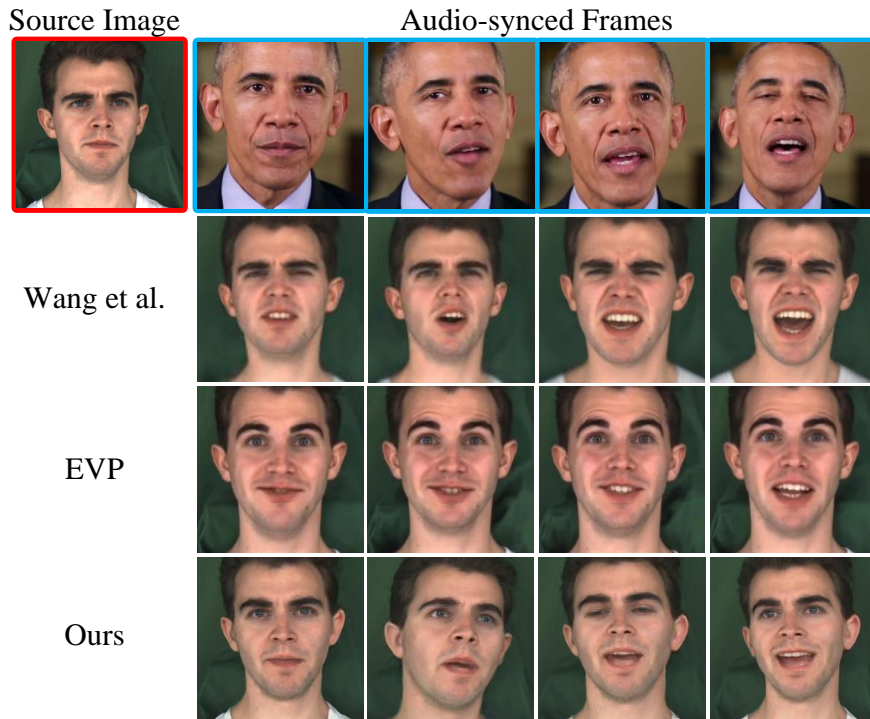 Source Image
Audio-synced Frames
Wang et al.
EVP
Ours